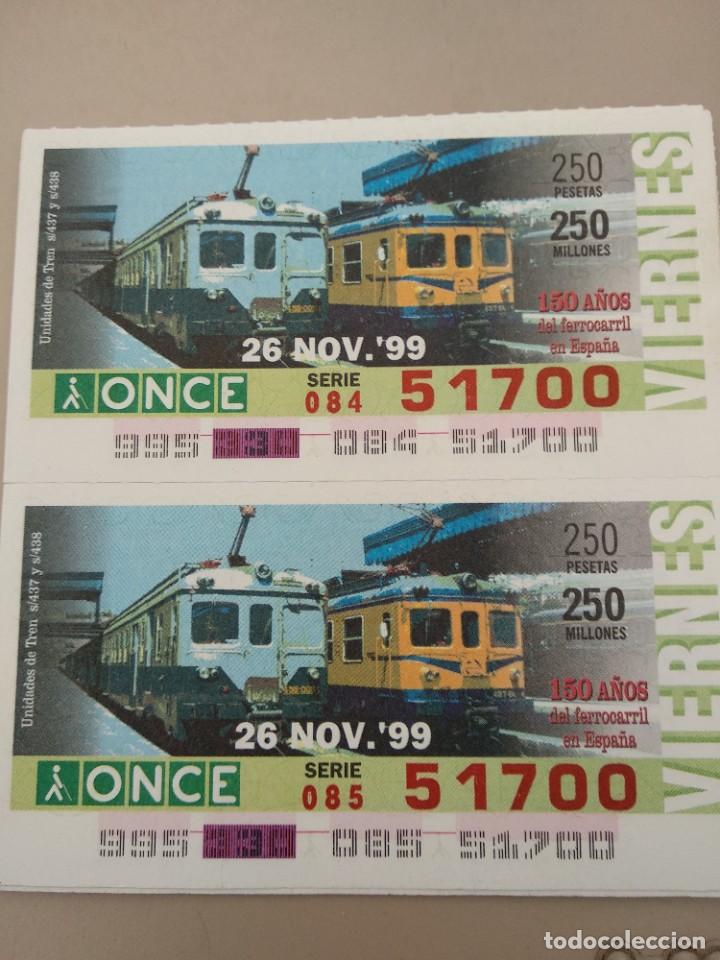 Unidades de Tren s/437 y s/438
250
PESETAS
250
MILLONES
150 AÑOS
del ferrocarril
en España
VIERNES
26 NOV.'99
ONCE
SERIE
084
51700
995 084 51700
Unidades de Tren s/437 y s/438
250
PESETAS
250
MILLONES
150 AÑOS
del ferrocarril
en España
VIERNES
26 NOV.'99
ONCE
SERIE
085
51700
995 085 51700
todocoleccion